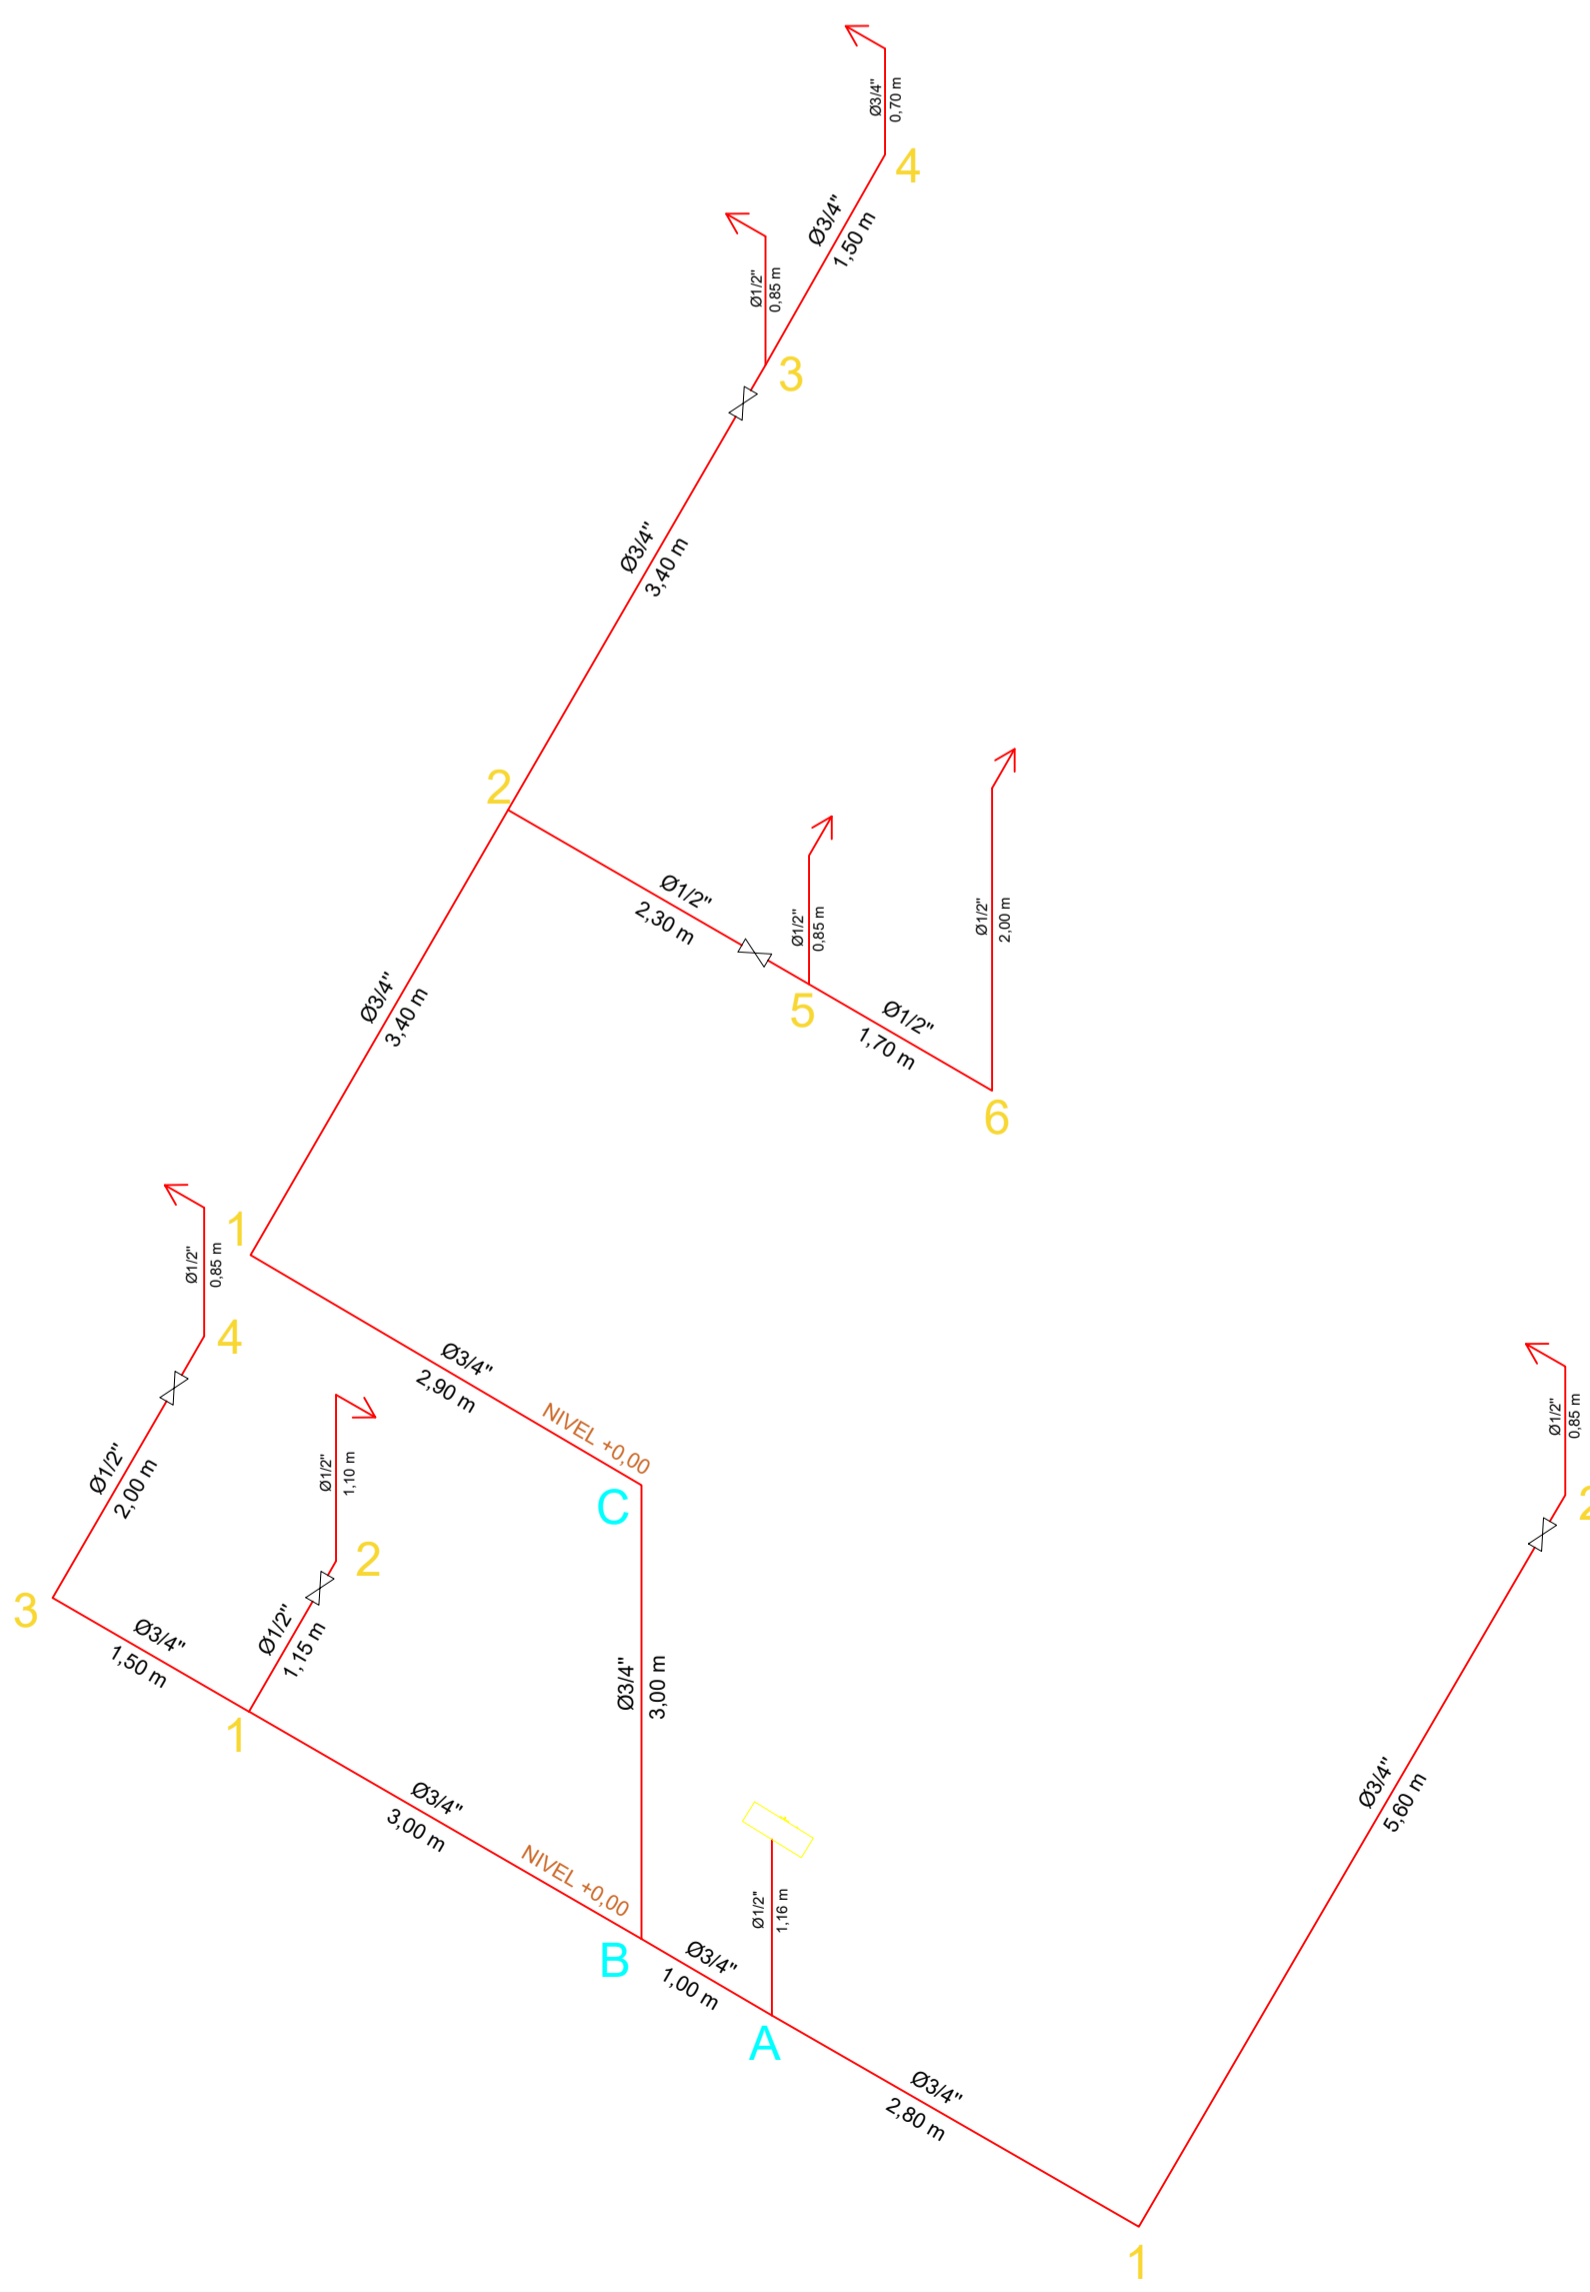 Ø3/4"
0,70 m
4
Ø3/4"
1,50 m
Ø1/2"
0,85 m
3
Ø3/4"
3,40 m
2
Ø1/2"
2,30 m
Ø1/2"
0,85 m
Ø1/2"
2,00 m
5
Ø1/2"
1,70 m
6
Ø3/4"
3,40 m
1
Ø1/2"
0,85 m
4
Ø3/4"
2,90 m
NIVEL +0,00
C
Ø1/2"
0,85 m
2
Ø1/2"
2,00 m
Ø1/2"
1,10 m
2
3
Ø3/4"
1,50 m
Ø1/2"
1,15 m
1
Ø3/4"
3,00 m
Ø3/4"
3,00 m
NIVEL +0,00
B
Ø3/4"
1,00 m
Ø1/2"
1,16 m
A
Ø3/4"
5,60 m
Ø3/4"
2,80 m
1